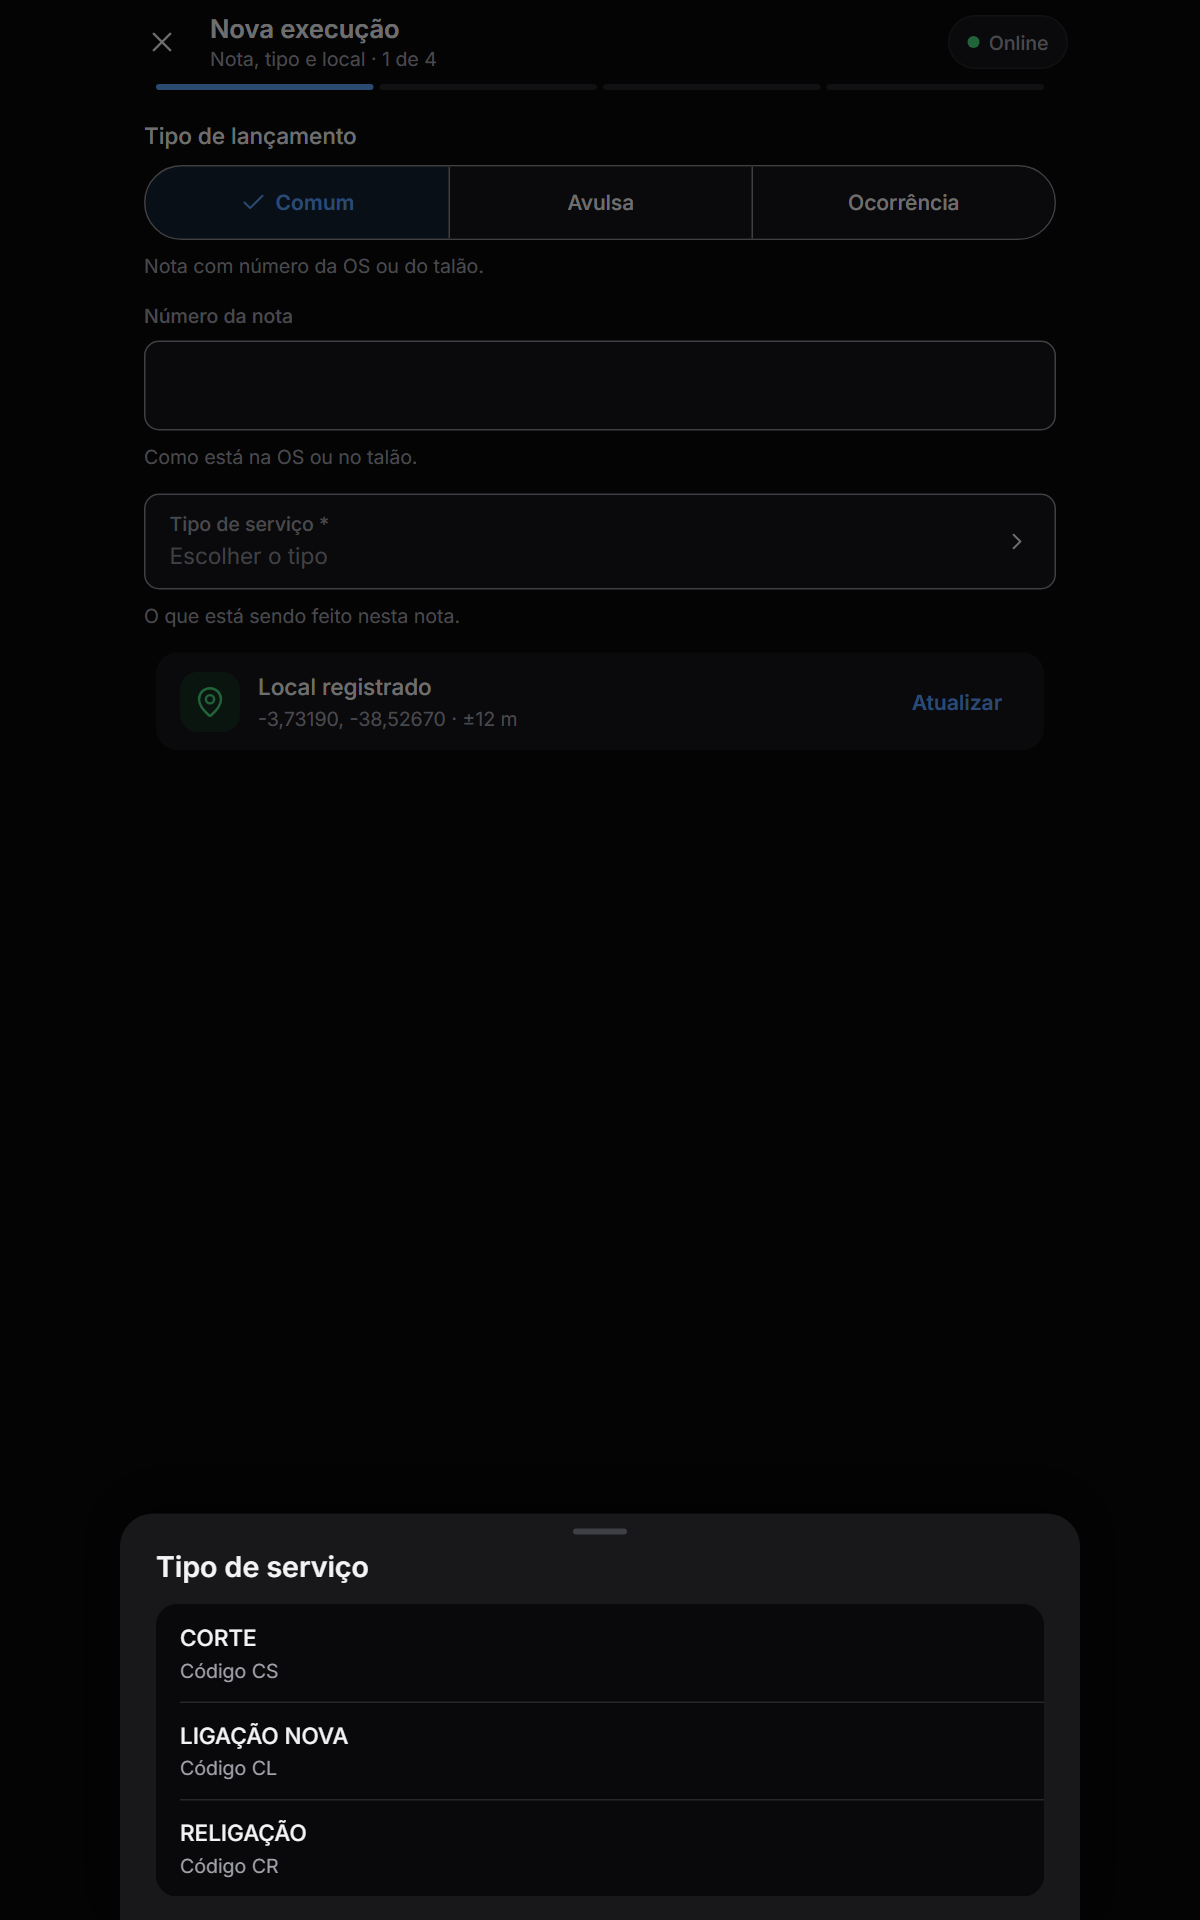 Nova execução
Nota, tipo e local · 1 de 4
Online
Tipo de lançamento
Comum
Avulsa
Ocorrência
Nota com número da OS ou do talão.
Número da nota
Como está na OS ou no talão.
Tipo de serviço *
Escolher o tipo
O que está sendo feito nesta nota.
Local registrado
-3,73190, -38,52670 · ±12 m
Atualizar
Tipo de serviço
CORTE
Código CS
LIGAÇÃO NOVA
Código CL
RELIGAÇÃO
Código CR